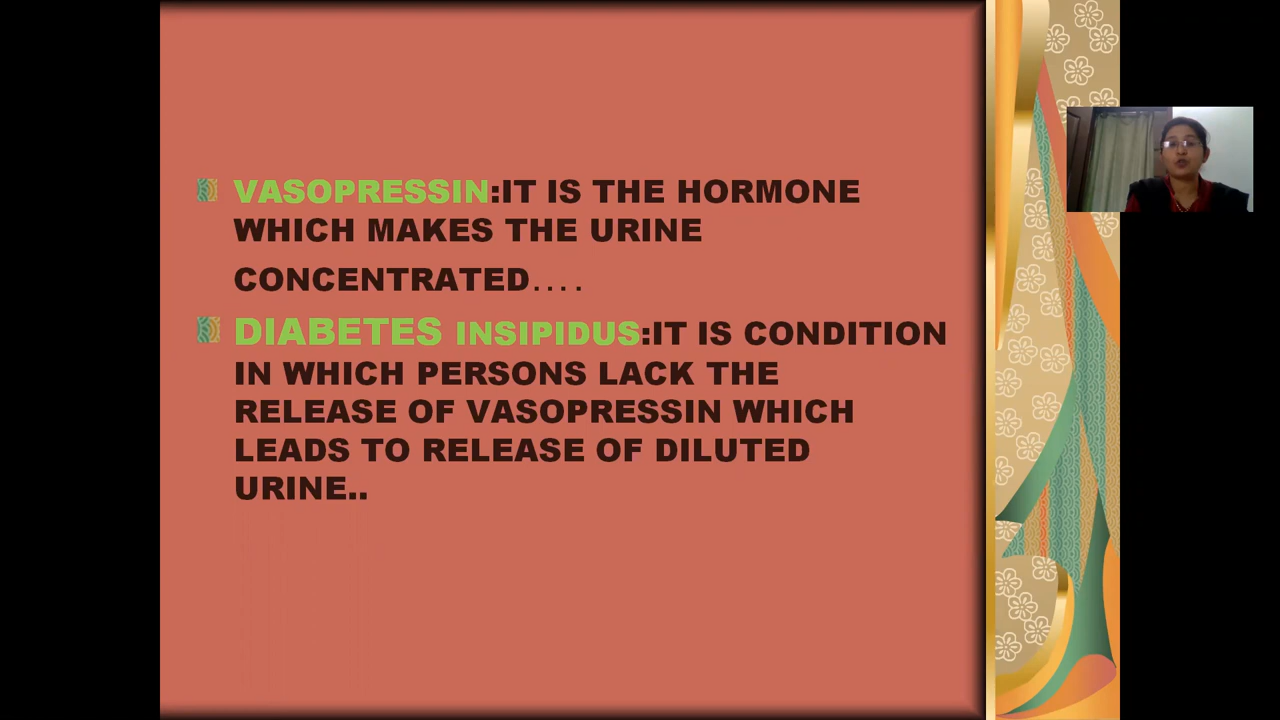 VASOPRESSIN:IT IS THE HORMONE
WHICH MAKES THE URINE
CONCENTRATED....
DIABETES INSIPIDUS:IT IS CONDITION
IN WHICH PERSONS LACK THE
RELEASE OF VASOPRESSIN WHICH
LEADS TO RELEASE OF DILUTED
URINE..